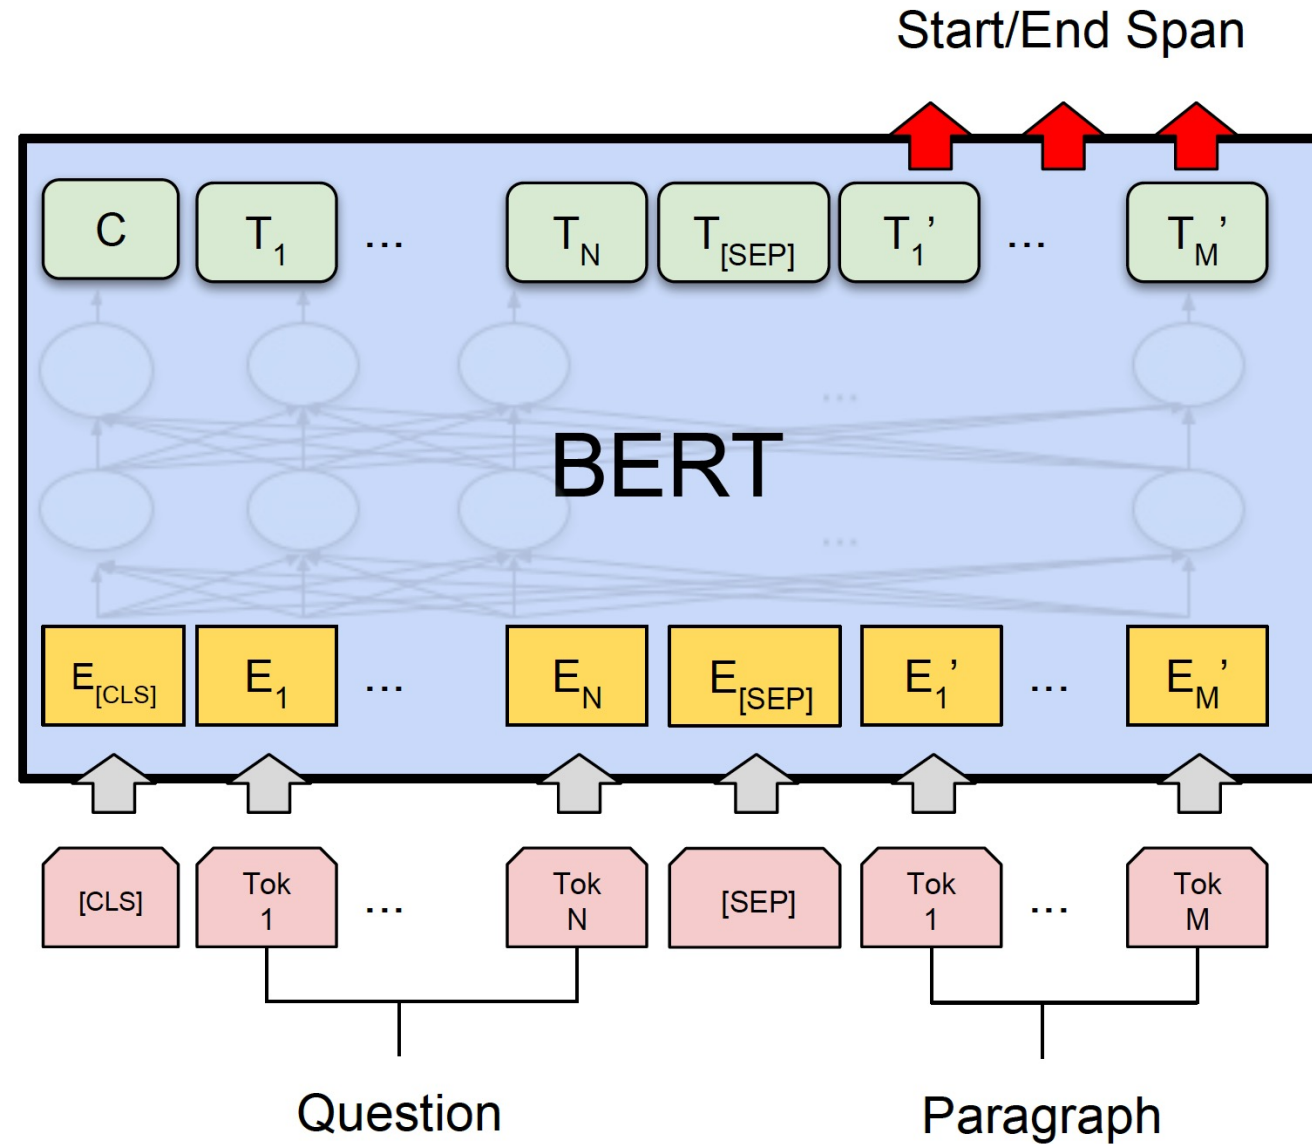 Start/End Span
C T1 ... TN T[SEP] T1’ ... TM’
...
BERT
...
E[CLS] E1 ... EN E[SEP] E1’ ... EM’
[CLS] Tok 1 ... Tok N [SEP] Tok 1 ... Tok M
Question Paragraph